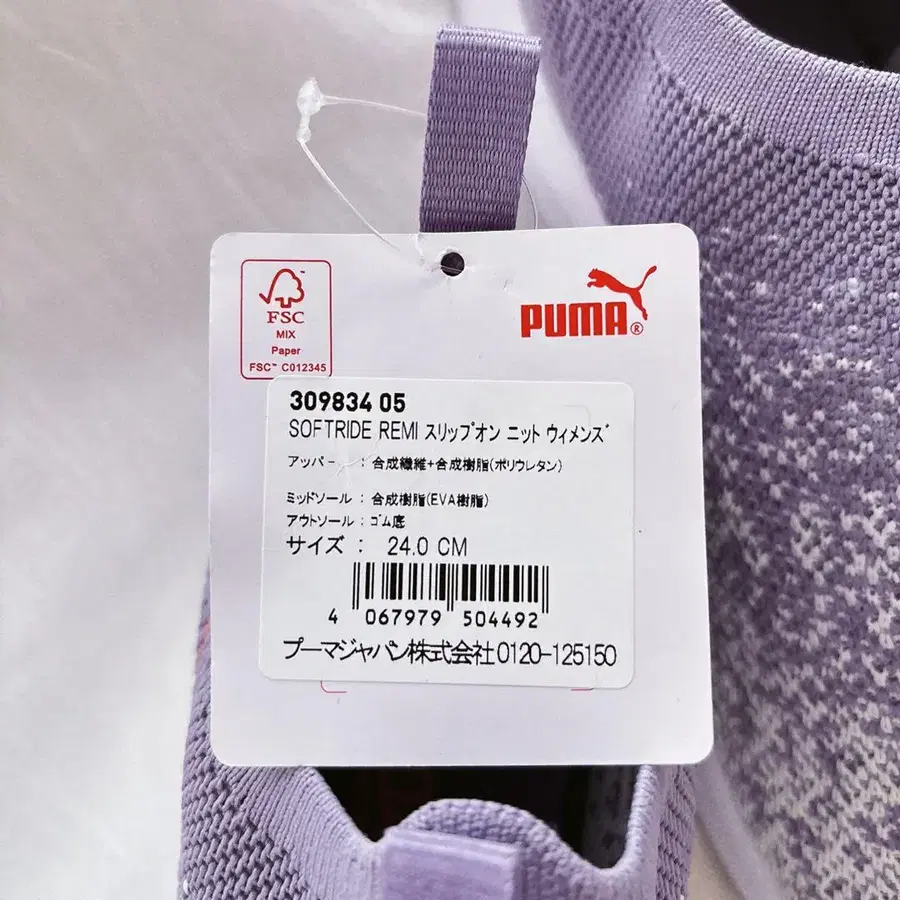 FSC™
MIX
Paper
FSC™ C012345
PUMA®
309834 05
SOFTRIDE REMI スリップオン ニット ウィメンズ
アッパー : 合成繊維+合成樹脂(ポリウレタン)
ミッドソール : 合成樹脂(EVA樹脂)
アウトソール : ゴム底
サイズ : 24.0 CM
4 067979 504492
プーマジャパン株式会社0120-125150